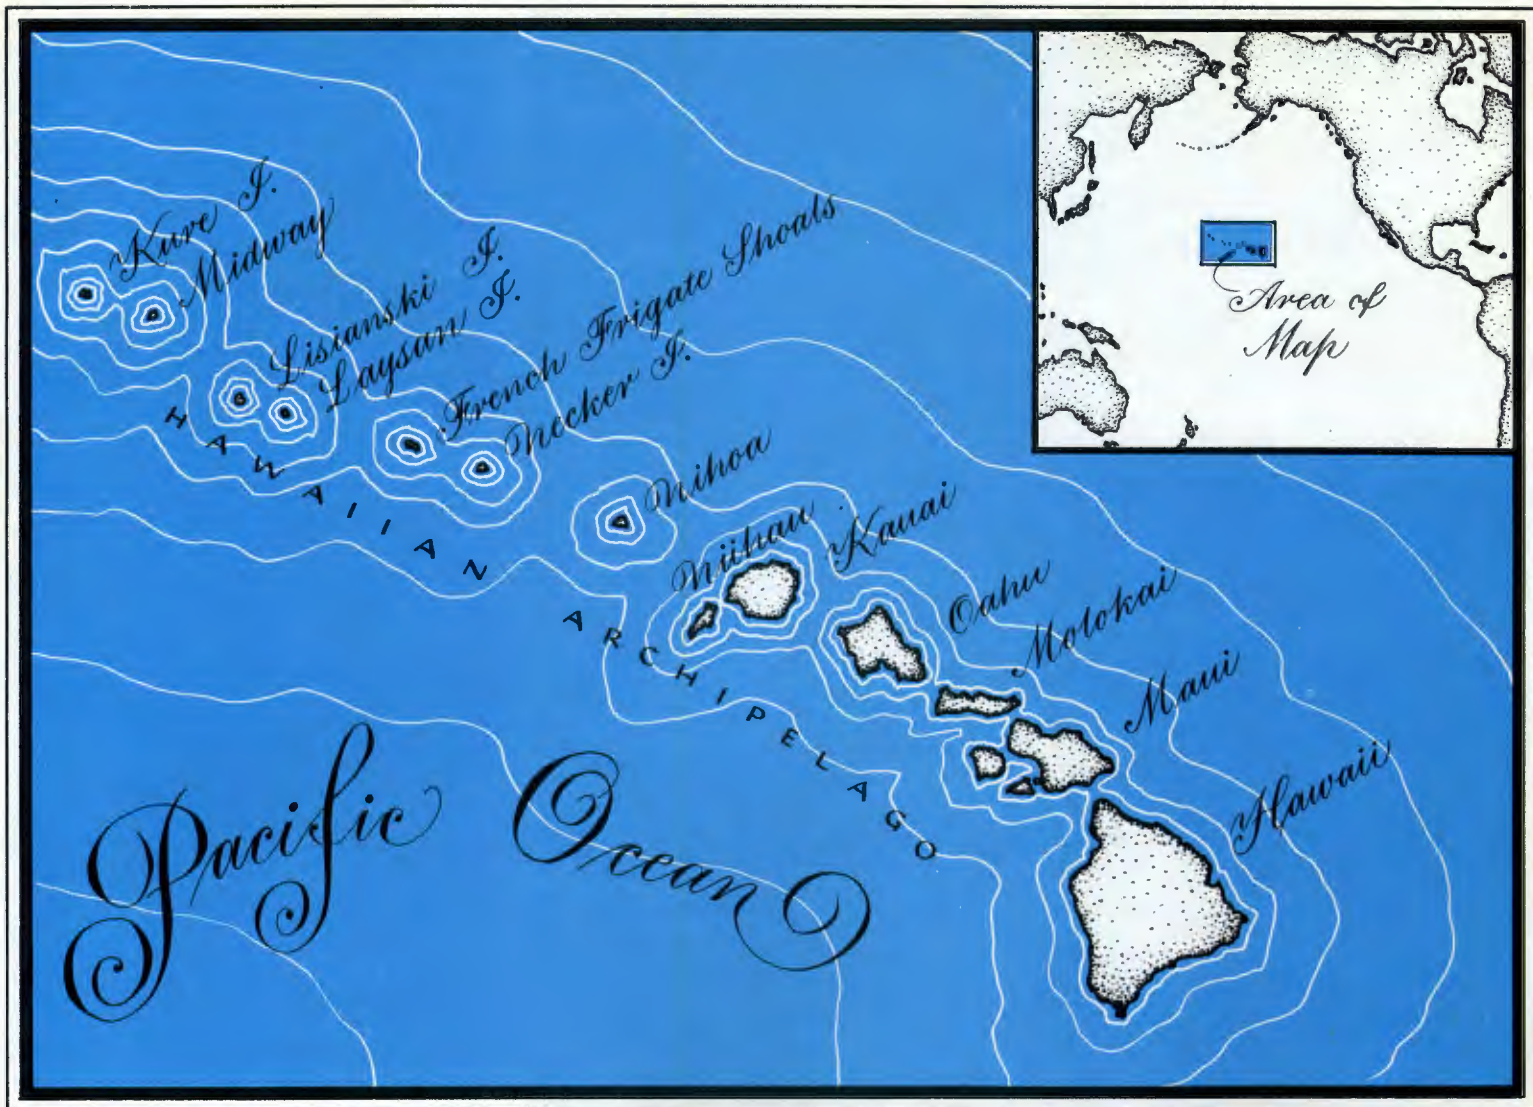 Kure I.
Midway
Lisianski I.
Laysan I.
French Frigate Shoals
Necker I.
Nihoa
Niihau
Kauai
Oahu
Molokai
Maui
Hawaii
HAWAIIAN ARCHIPELAGO
Pacific Ocean
Area of
Map